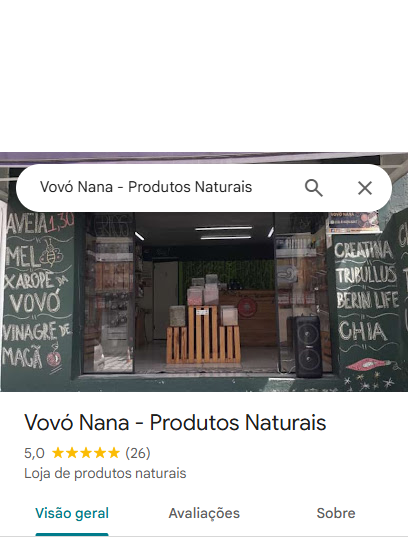 Vovó Nana - Produtos Naturais
VOVÓ NANA
AVEIA 1,30
MEL
XAROPE DA
VOVÓ
VINAGRE DE
MAÇÃ
CREATINA
TRIBULLUS
BERIN LIFE
CHIA
Vovó Nana - Produtos Naturais
5,0 ★★★★★ (26)
Loja de produtos naturais
Visão geral Avaliações Sobre